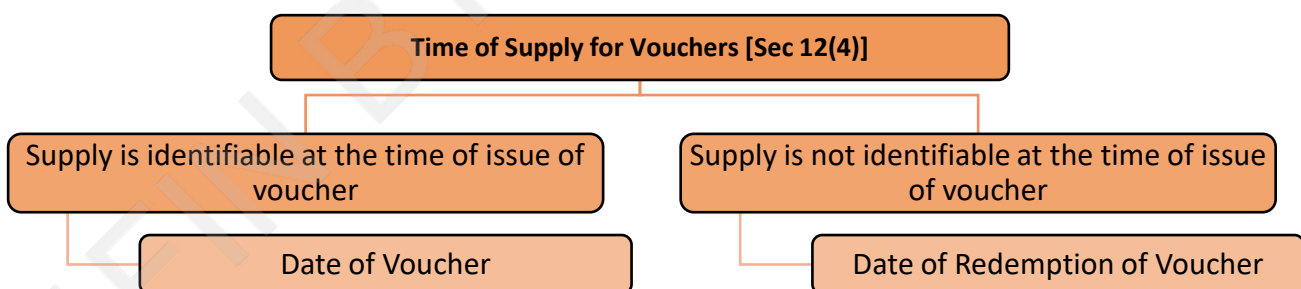 Time of Supply for Vouchers [Sec 12(4)]
Supply is identifiable at the time of issue of
voucher
Supply is not identifiable at the time of issue
of voucher
Date of Voucher
Date of Redemption of Voucher